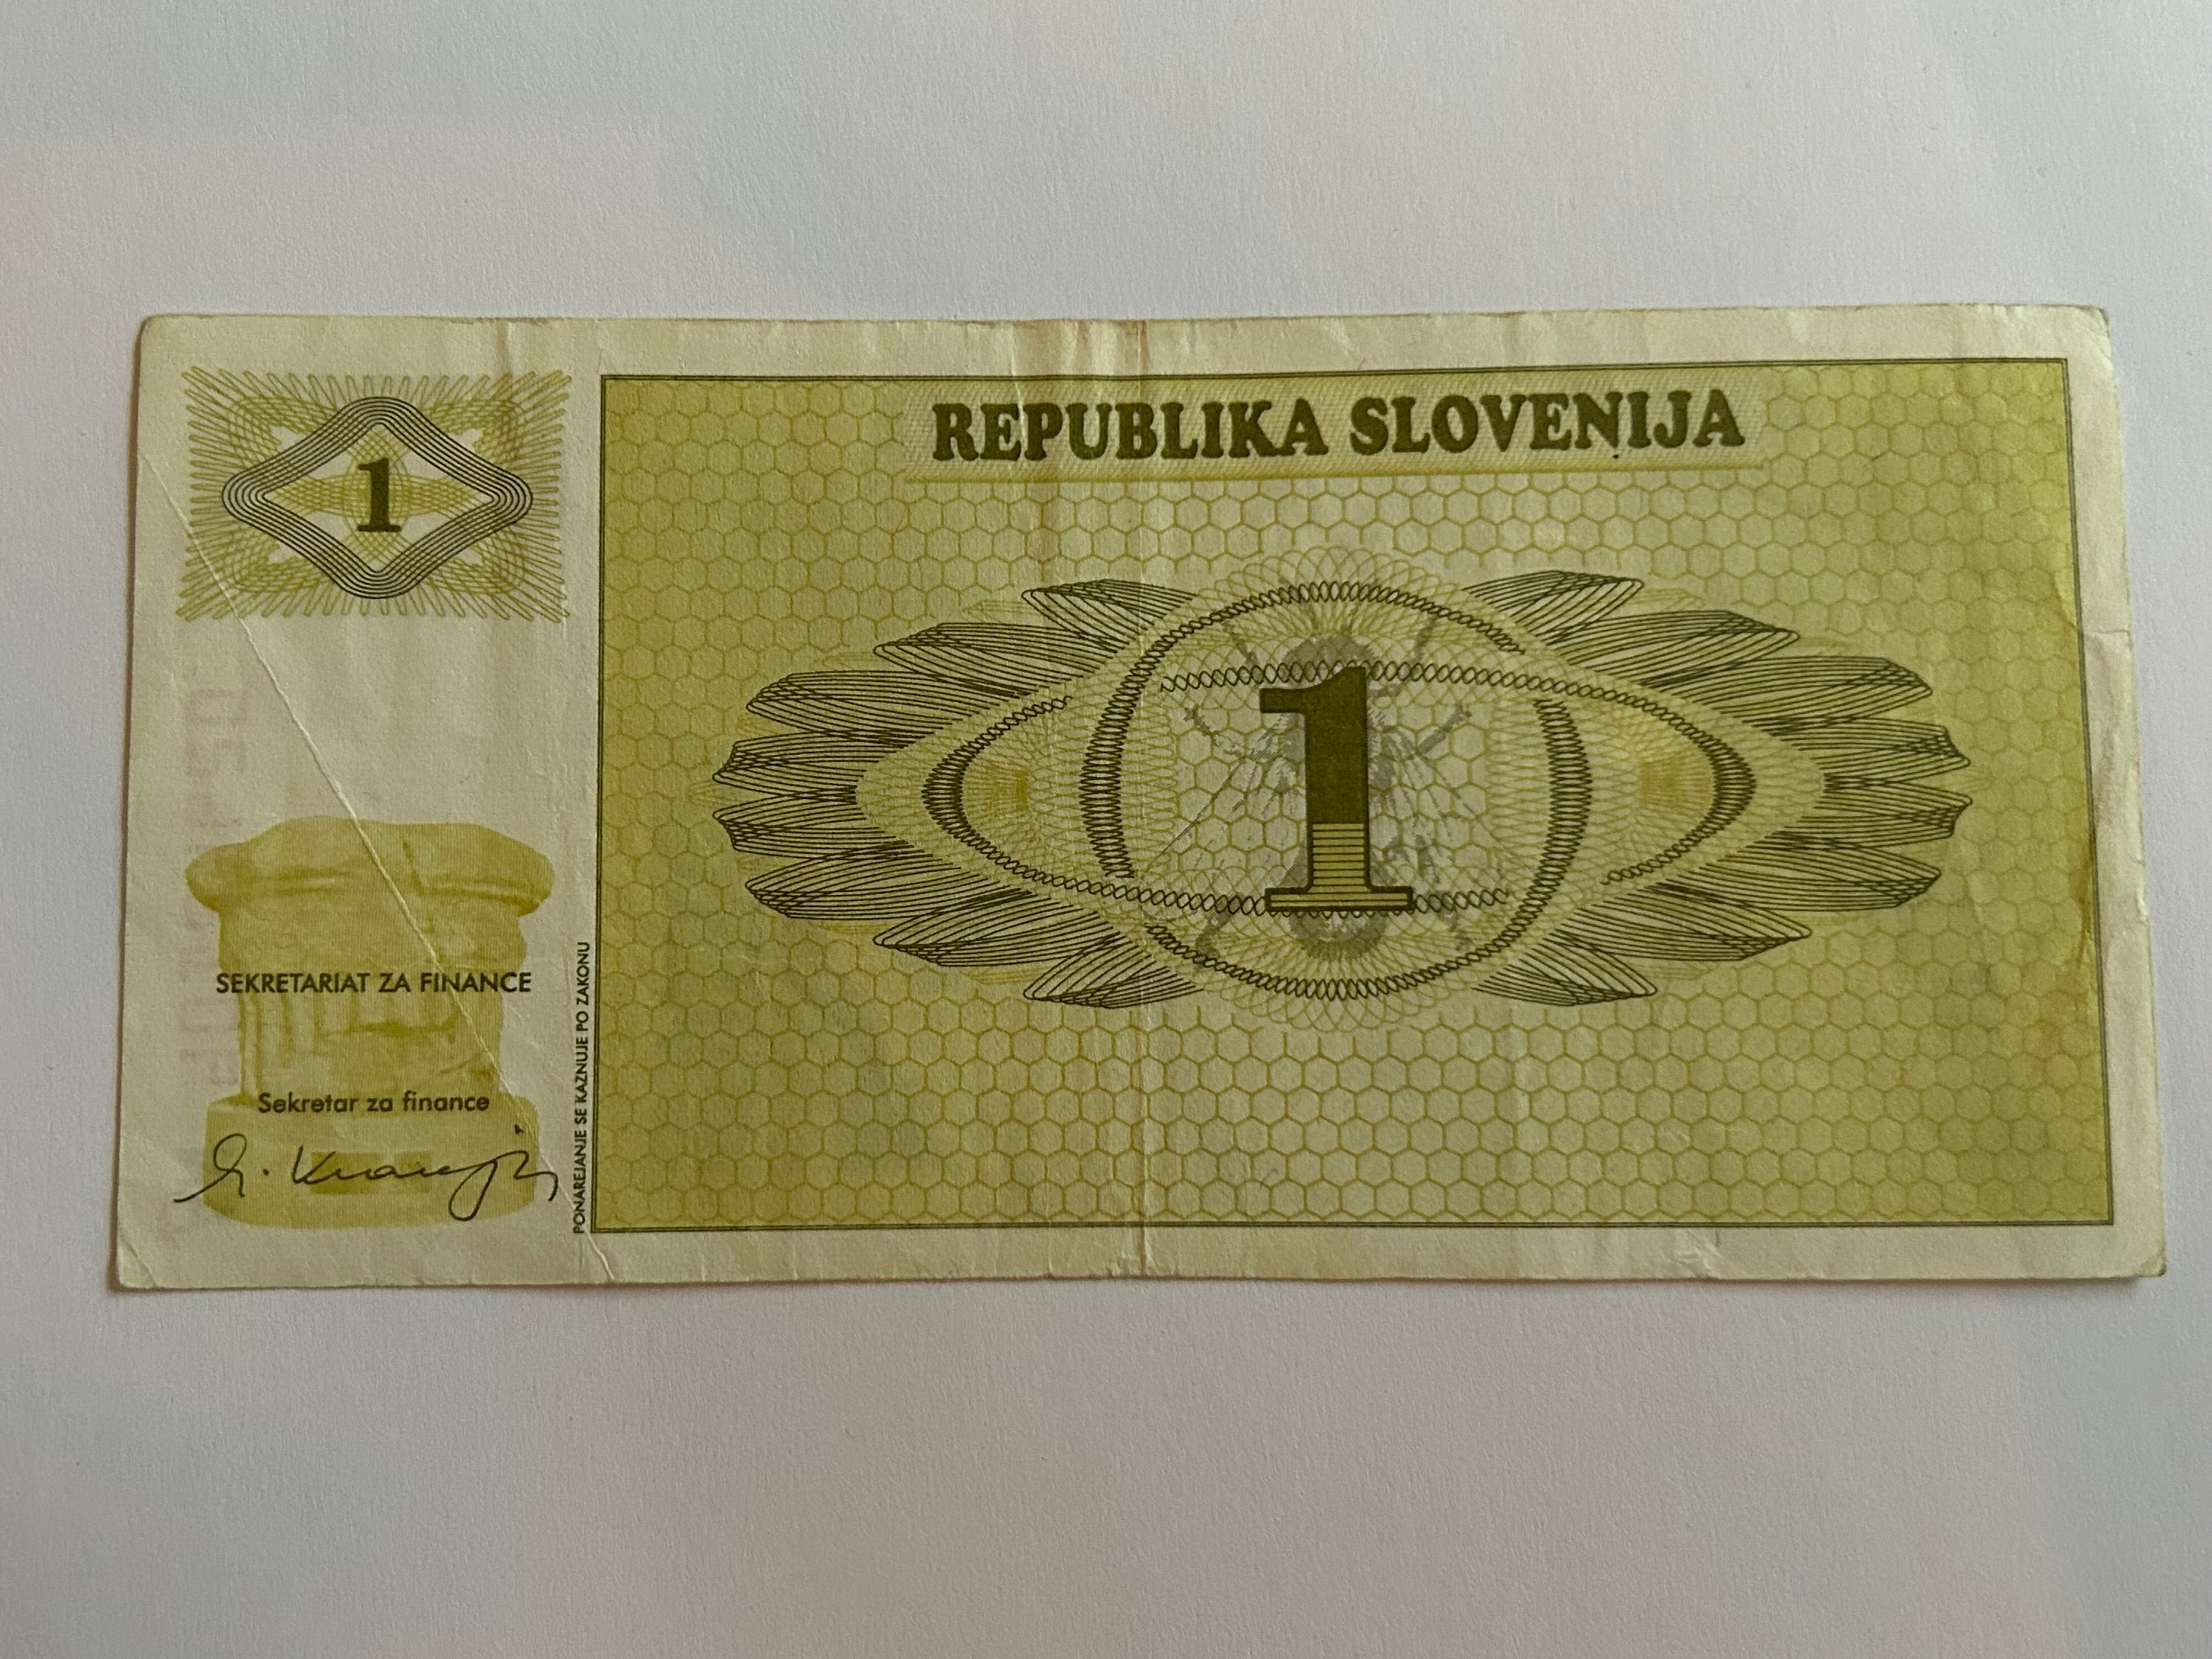 REPUBLIKA SLOVENIJA
1
1
SEKRETARIAT ZA FINANCE
Sekretar za finance
PONAREJANJE SE KAZNUJE PO ZAKONU